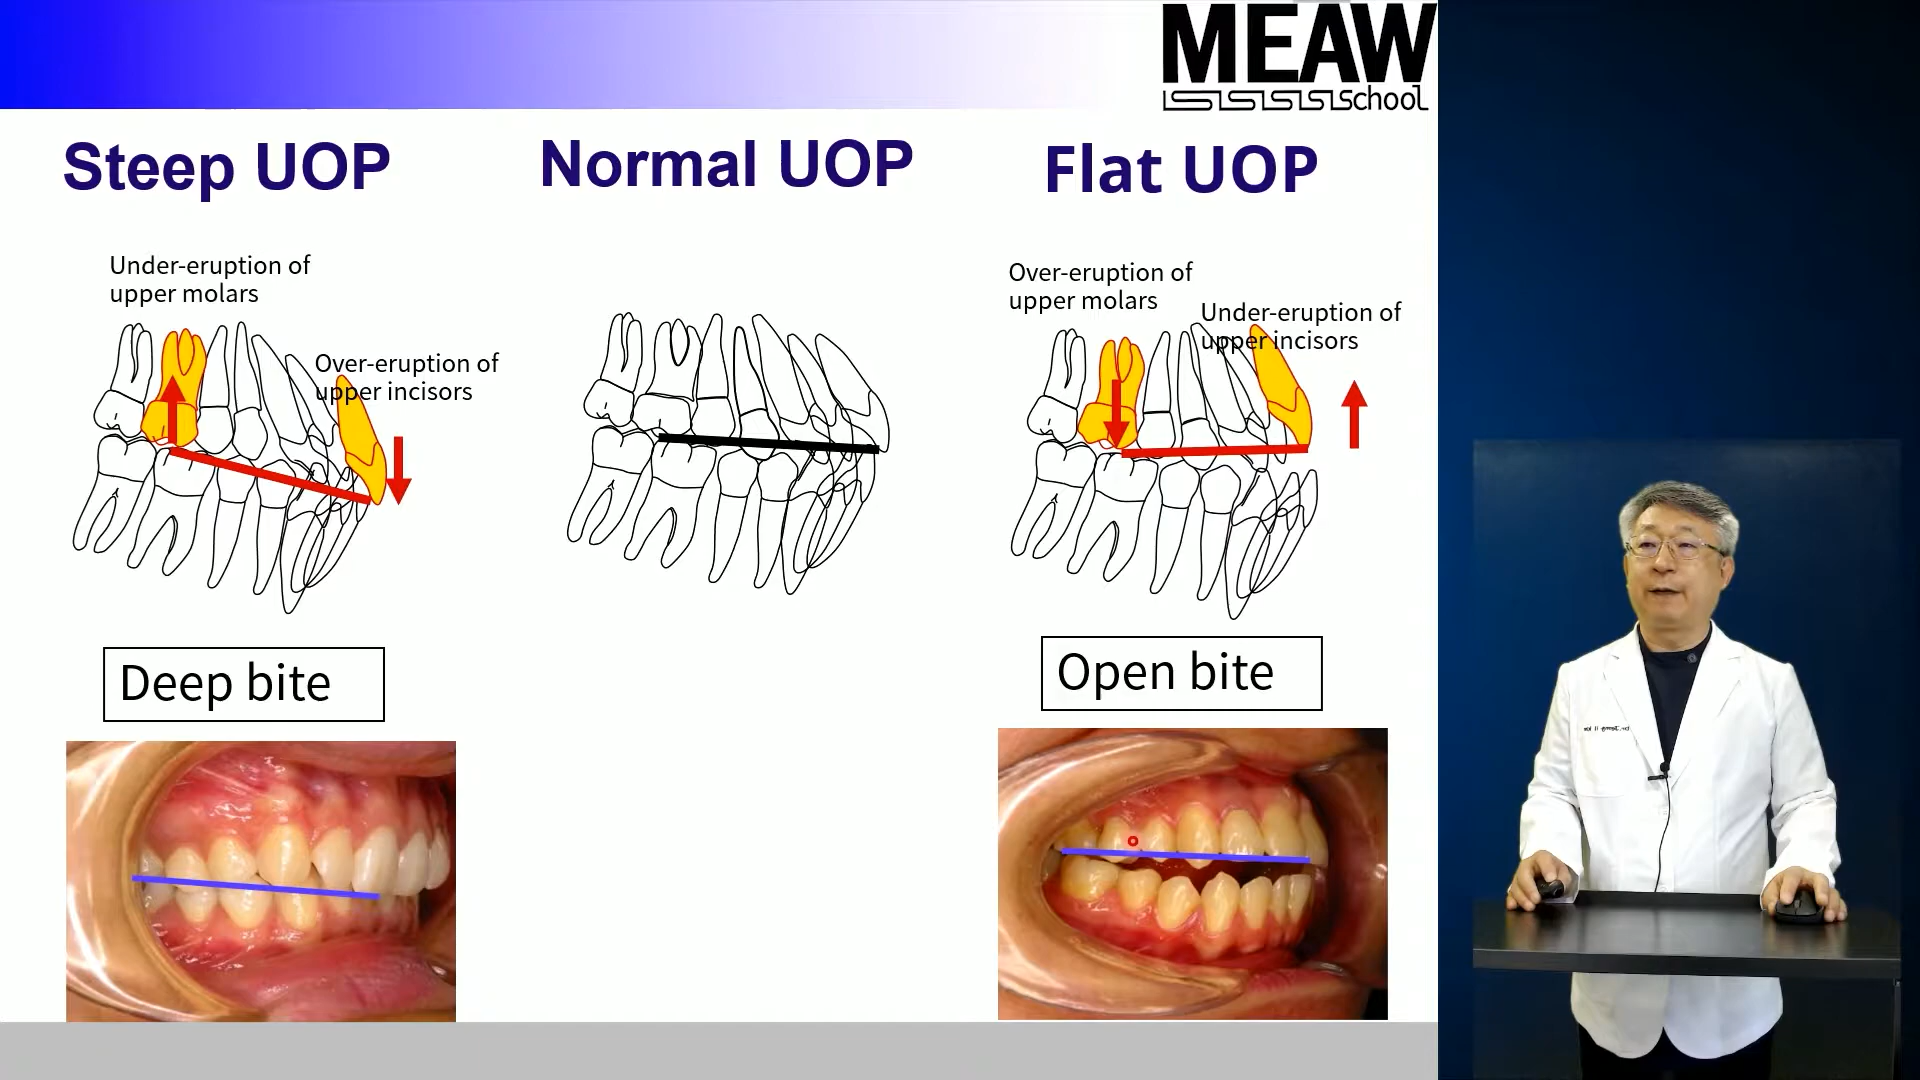 MEAW
School
Steep UOP
Normal UOP
Flat UOP
Under-eruption of
upper molars
Over-eruption of
upper incisors
Over-eruption of
upper molars
Under-eruption of
upper incisors
Deep bite
Open bite